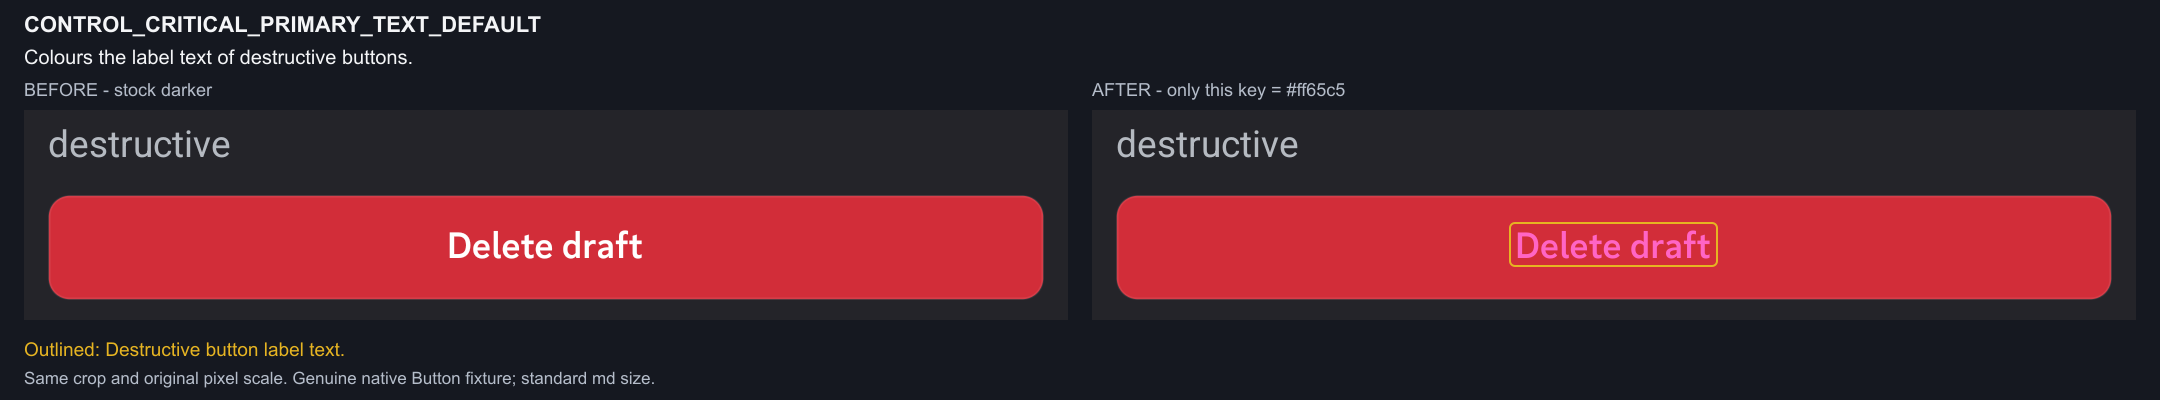 CONTROL_CRITICAL_PRIMARY_TEXT_DEFAULT
Colours the label text of destructive buttons.
BEFORE - stock darker
AFTER - only this key = #ff65c5
destructive
destructive
Delete draft
Delete draft
Outlined: Destructive button label text.
Same crop and original pixel scale. Genuine native Button fixture; standard md size.